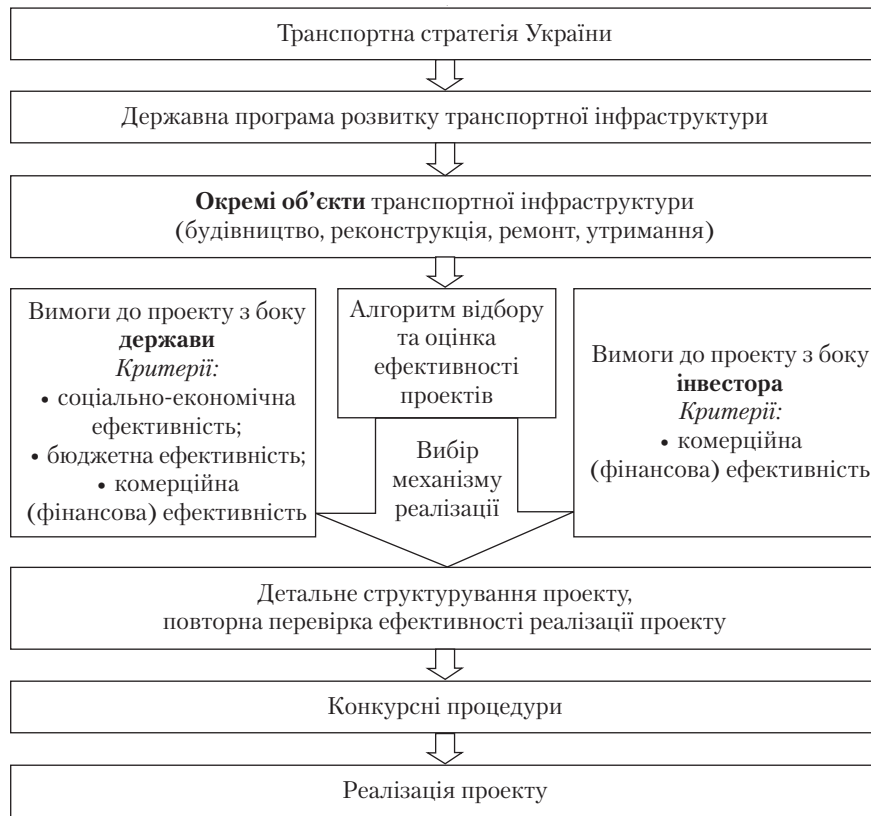 Транспортна стратегія України
Державна програма розвитку транспортної інфраструктури
Окремі об’єкти транспортної інфраструктури
(будівництво, реконструкція, ремонт, утримання)
Вимоги до проекту з боку
держави
Критерії:
• соціально-економічна
ефективність;
• бюджетна ефективність;
• комерційна
(фінансова) ефективність
Алгоритм відбору
та оцінка
ефективності
проектів
Вибір
механізму
реалізації
Вимоги до проекту з боку
інвестора
Критерії:
• комерційна
(фінансова) ефективність
Детальне структурування проекту,
повторна перевірка ефективності реалізації проекту
Конкурсні процедури
Реалізація проекту